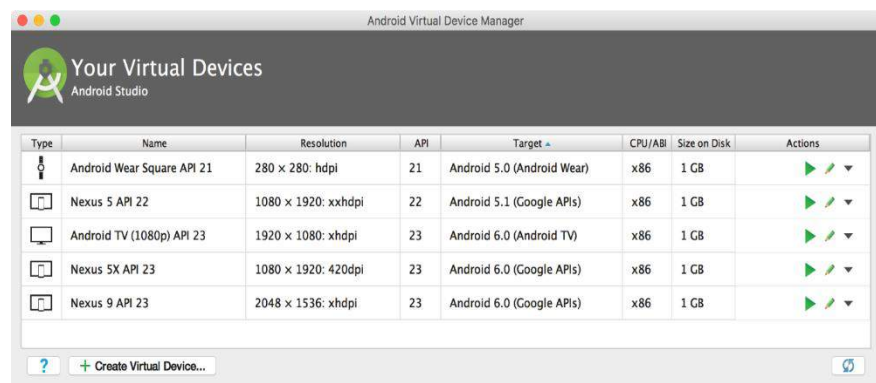 Android Virtual Device Manager
Your Virtual Devices
Android Studio
Type Name Resolution API Target CPU/ABI Size on Disk Actions
Android Wear Square API 21 280 × 280: hdpi 21 Android 5.0 (Android Wear) x86 1 GB
Nexus 5 API 22 1080 × 1920: xxhdpi 22 Android 5.1 (Google APIs) x86 1 GB
Android TV (1080p) API 23 1920 × 1080: xhdpi 23 Android 6.0 (Android TV) x86 1 GB
Nexus 5X API 23 1080 × 1920: 420dpi 23 Android 6.0 (Google APIs) x86 1 GB
Nexus 9 API 23 2048 × 1536: xhdpi 23 Android 6.0 (Google APIs) x86 1 GB
? + Create Virtual Device...